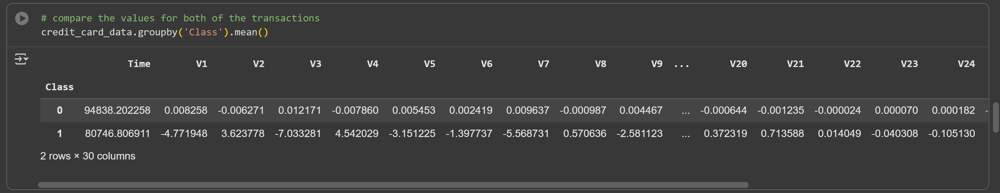 # compare the values for both of the transactions
credit_card_data.groupby('Class').mean()
Time V1 V2 V3 V4 V5 V6 V7 V8 V9 ... V20 V21 V22 V23 V24
Class
0 94838.202258 0.008258 -0.006271 0.012171 -0.007860 0.005453 0.002419 0.009637 -0.000987 0.004467 ... -0.000644 -0.001235 -0.000024 0.000070 0.000182 -
1 80746.806911 -4.771948 3.623778 -7.033281 4.542029 -3.151225 -1.397737 -5.568731 0.570636 -2.581123 ... 0.372319 0.713588 0.014049 -0.040308 -0.105130
2 rows × 30 columns